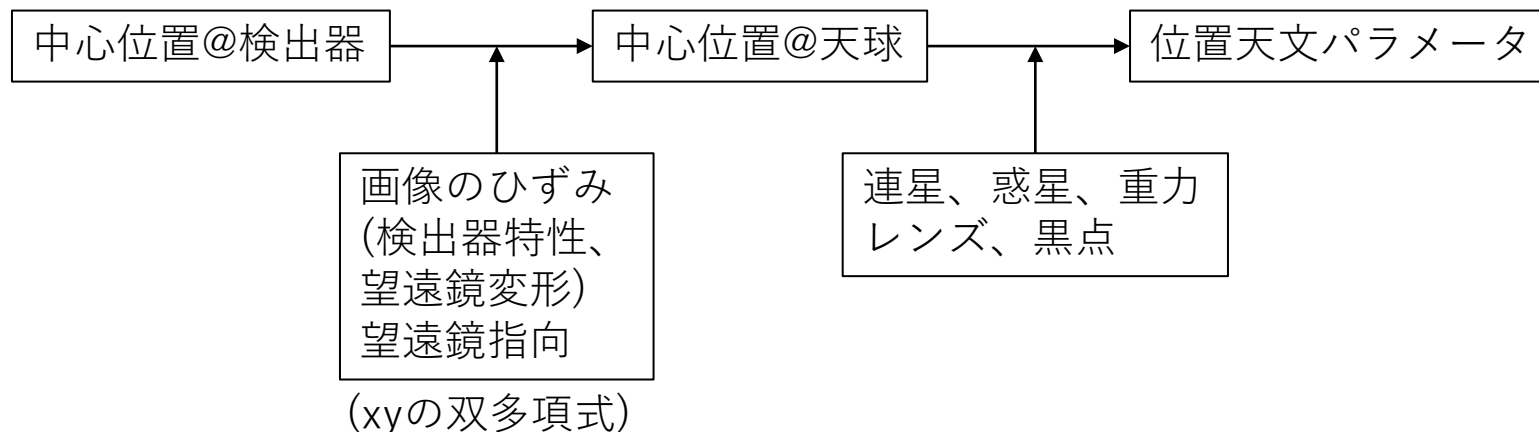 中心位置@検出器
中心位置@天球
位置天文パラメータ
画像のひずみ
(検出器特性、
望遠鏡変形)
望遠鏡指向
連星、惑星、重力
レンズ、黒点
(xyの双多項式)